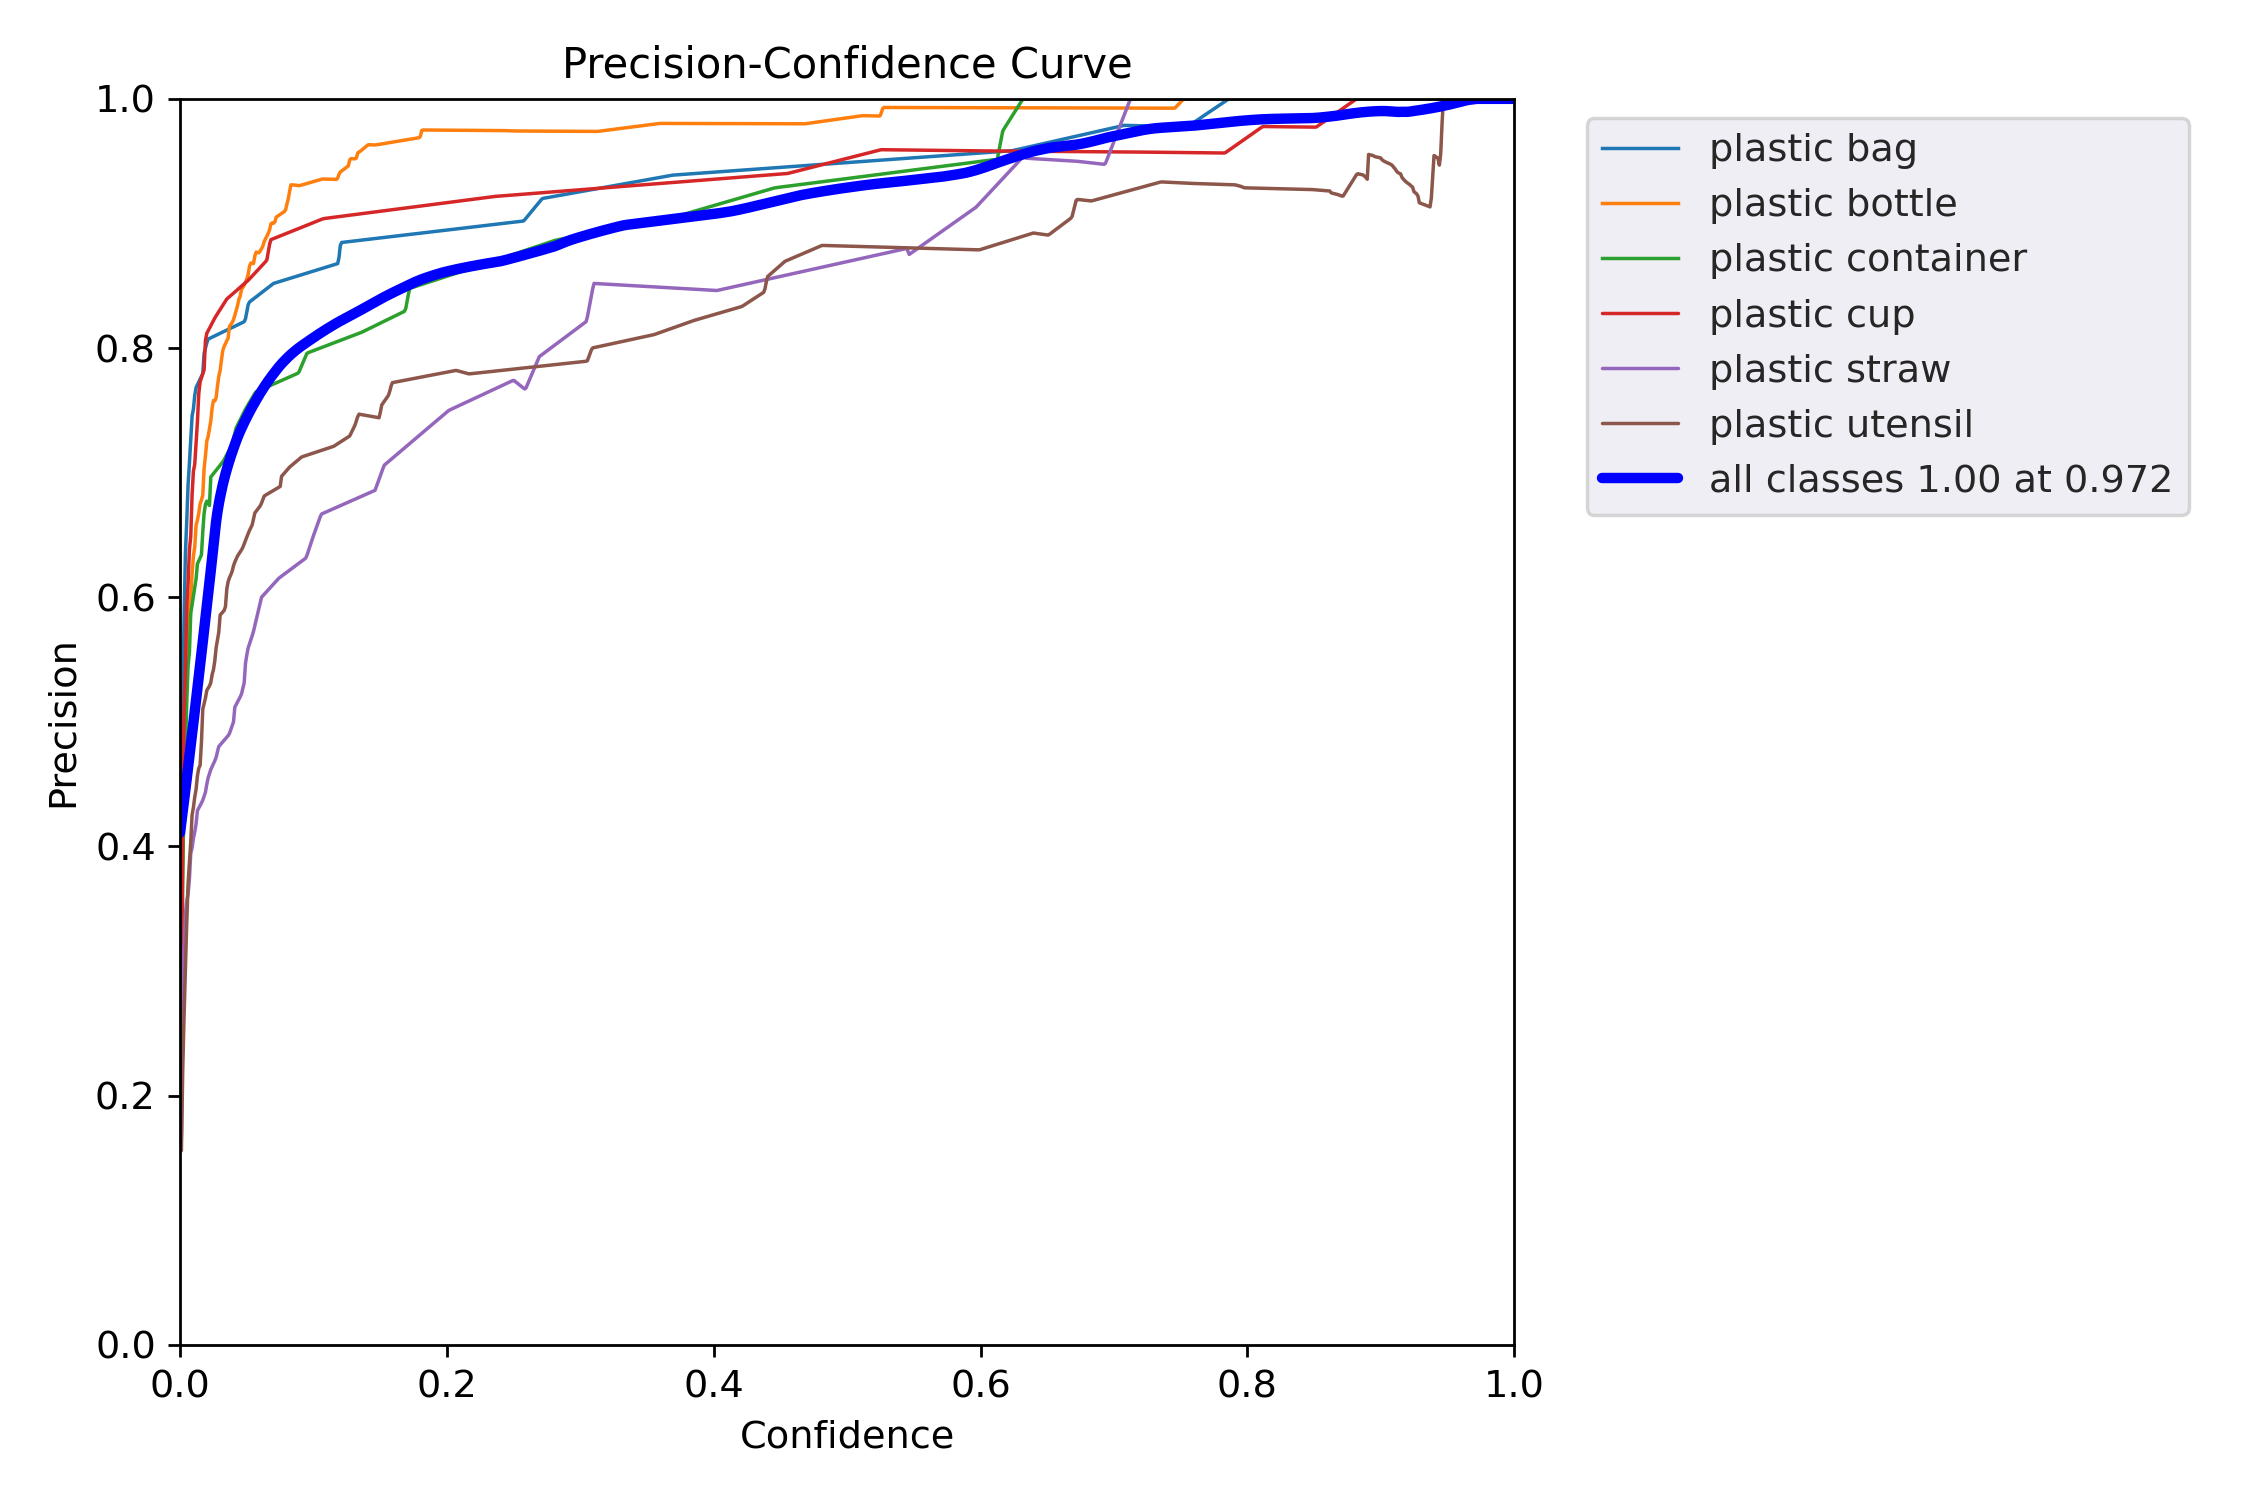 Precision-Confidence Curve
1.0
0.8
0.6
0.4
0.2
0.0
Precision
0.0 0.2 0.4 0.6 0.8 1.0
Confidence
plastic bag
plastic bottle
plastic container
plastic cup
plastic straw
plastic utensil
all classes 1.00 at 0.972